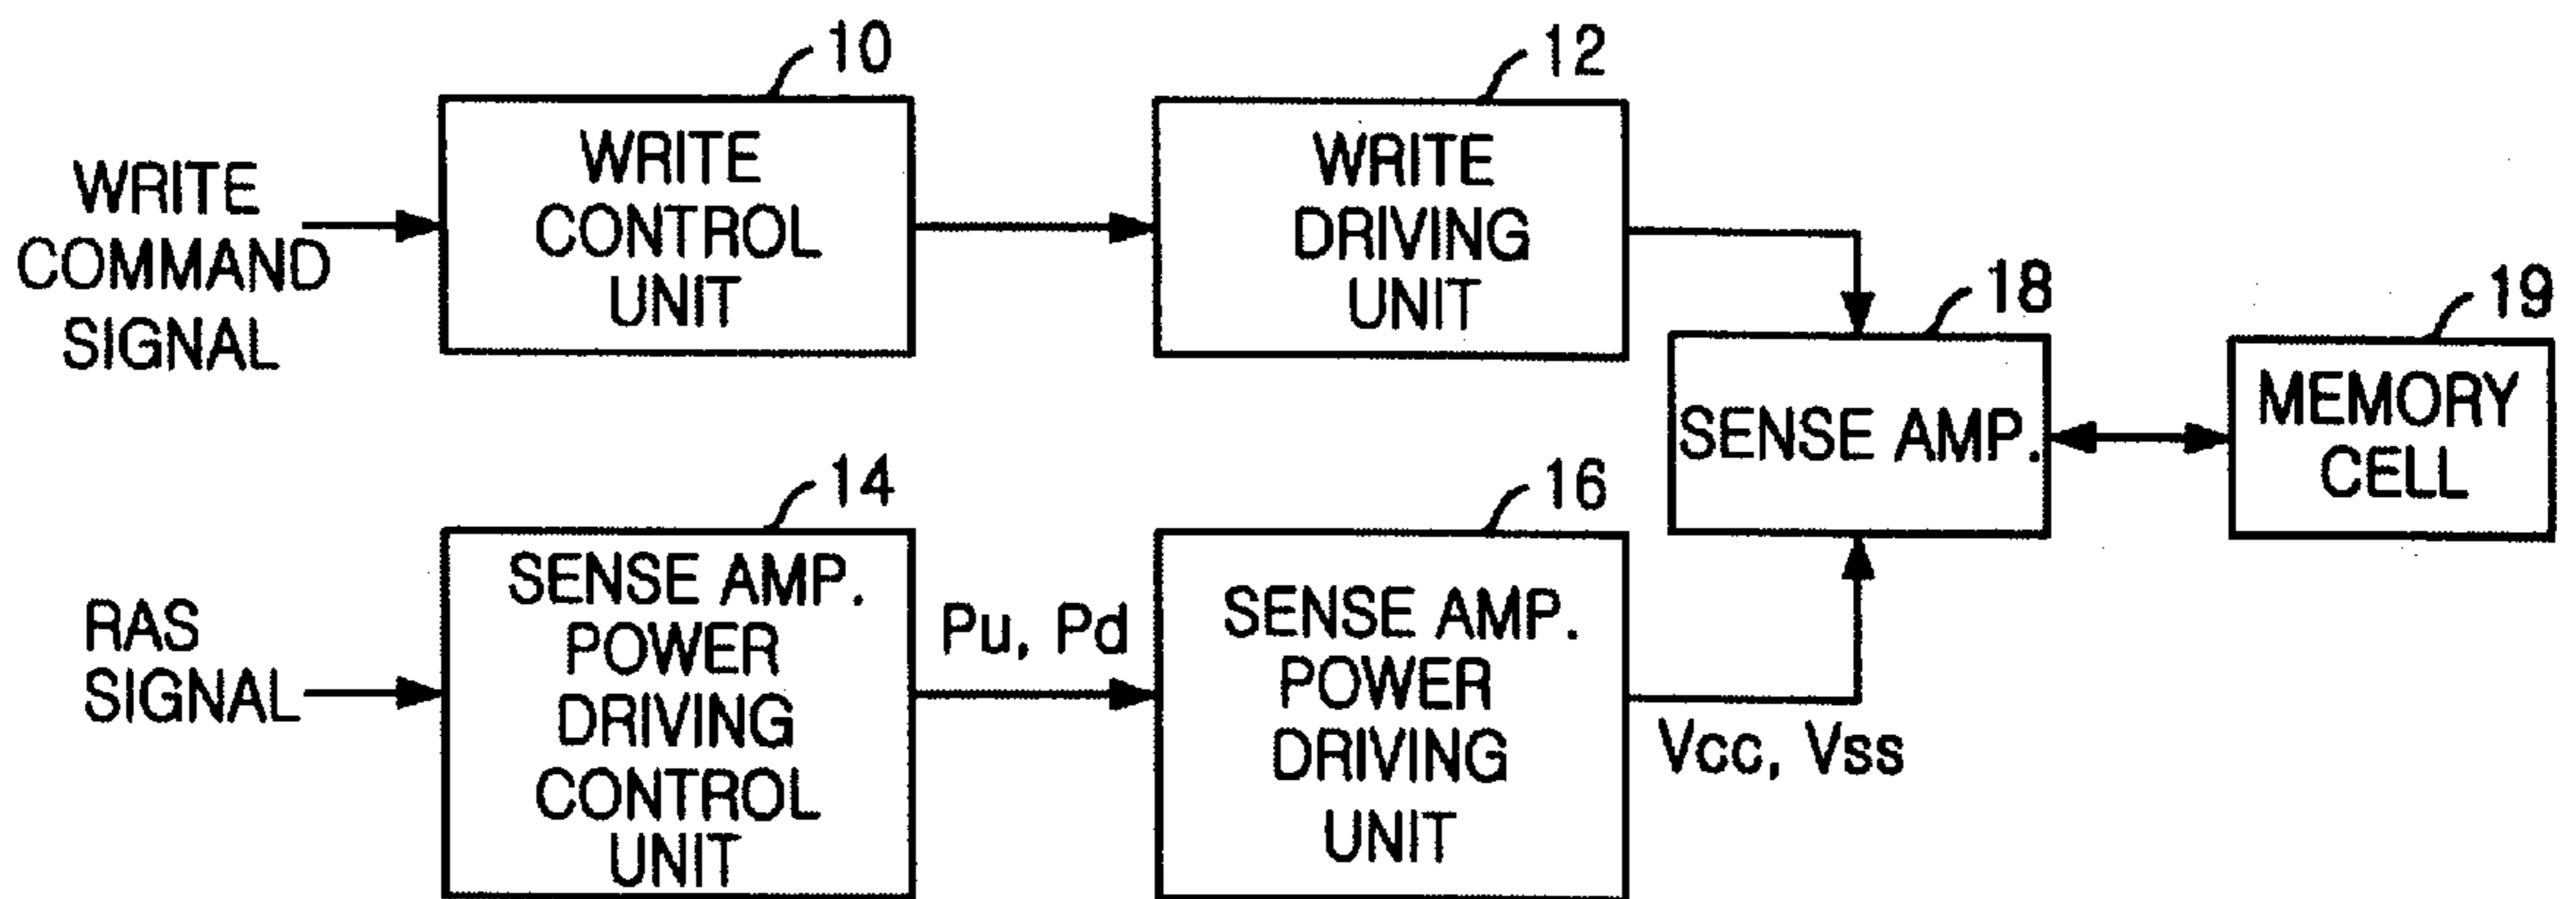 10
12
WRITE
COMMAND
SIGNAL
WRITE
CONTROL
UNIT
WRITE
DRIVING
UNIT
18
19
SENSE AMP.
MEMORY
CELL
14
16
RAS
SIGNAL
SENSE AMP.
POWER
DRIVING
CONTROL
UNIT
Pu, Pd
SENSE AMP.
POWER
DRIVING
UNIT
Vcc, Vss